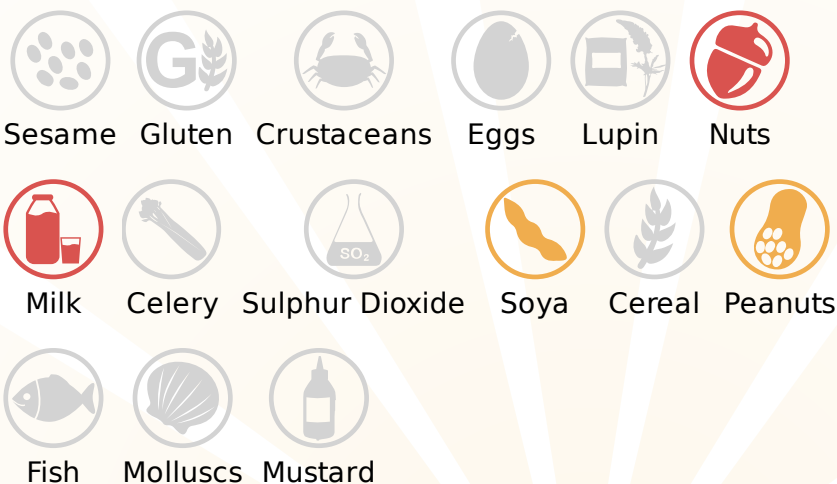 G
Sesame Gluten Crustaceans Eggs Lupin Nuts
SO₂
Milk Celery Sulphur Dioxide Soya Cereal Peanuts
Fish Molluscs Mustard